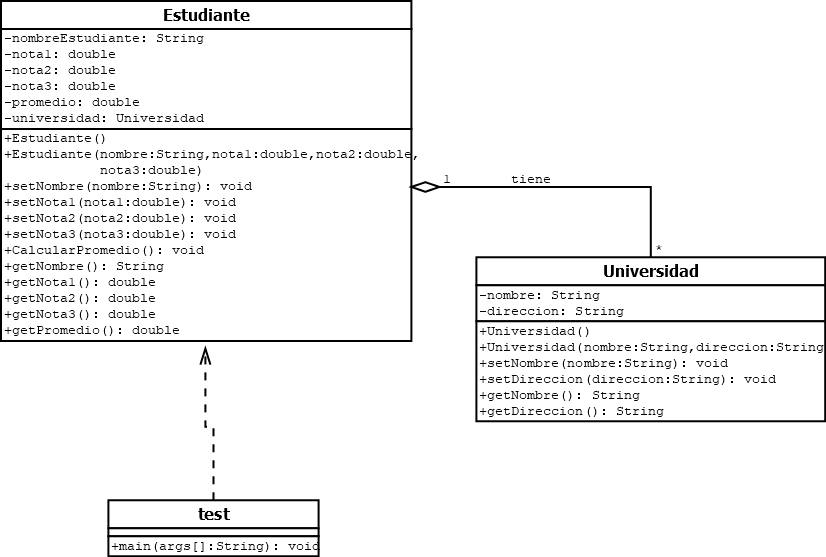 Estudiante
-nombreEstudiante: String
-nota1: double
-nota2: double
-nota3: double
-promedio: double
-universidad: Universidad
+Estudiante()
+Estudiante(nombre:String,nota1:double,nota2:double,
nota3:double)
+setNombre(nombre:String): void
+setNota1(nota1:double): void
+setNota2(nota2:double): void
+setNota3(nota3:double): void
+CalcularPromedio(): void
+getNombre(): String
+getNota1(): double
+getNota2(): double
+getNota3(): double
+getPromedio(): double
1 tiene
*
Universidad
-nombre: String
-direccion: String
+Universidad()
+Universidad(nombre:String,direccion:String
+setNombre(nombre:String): void
+setDireccion(direccion:String): void
+getNombre(): String
+getDireccion(): String
test
+main(args[]:String): void